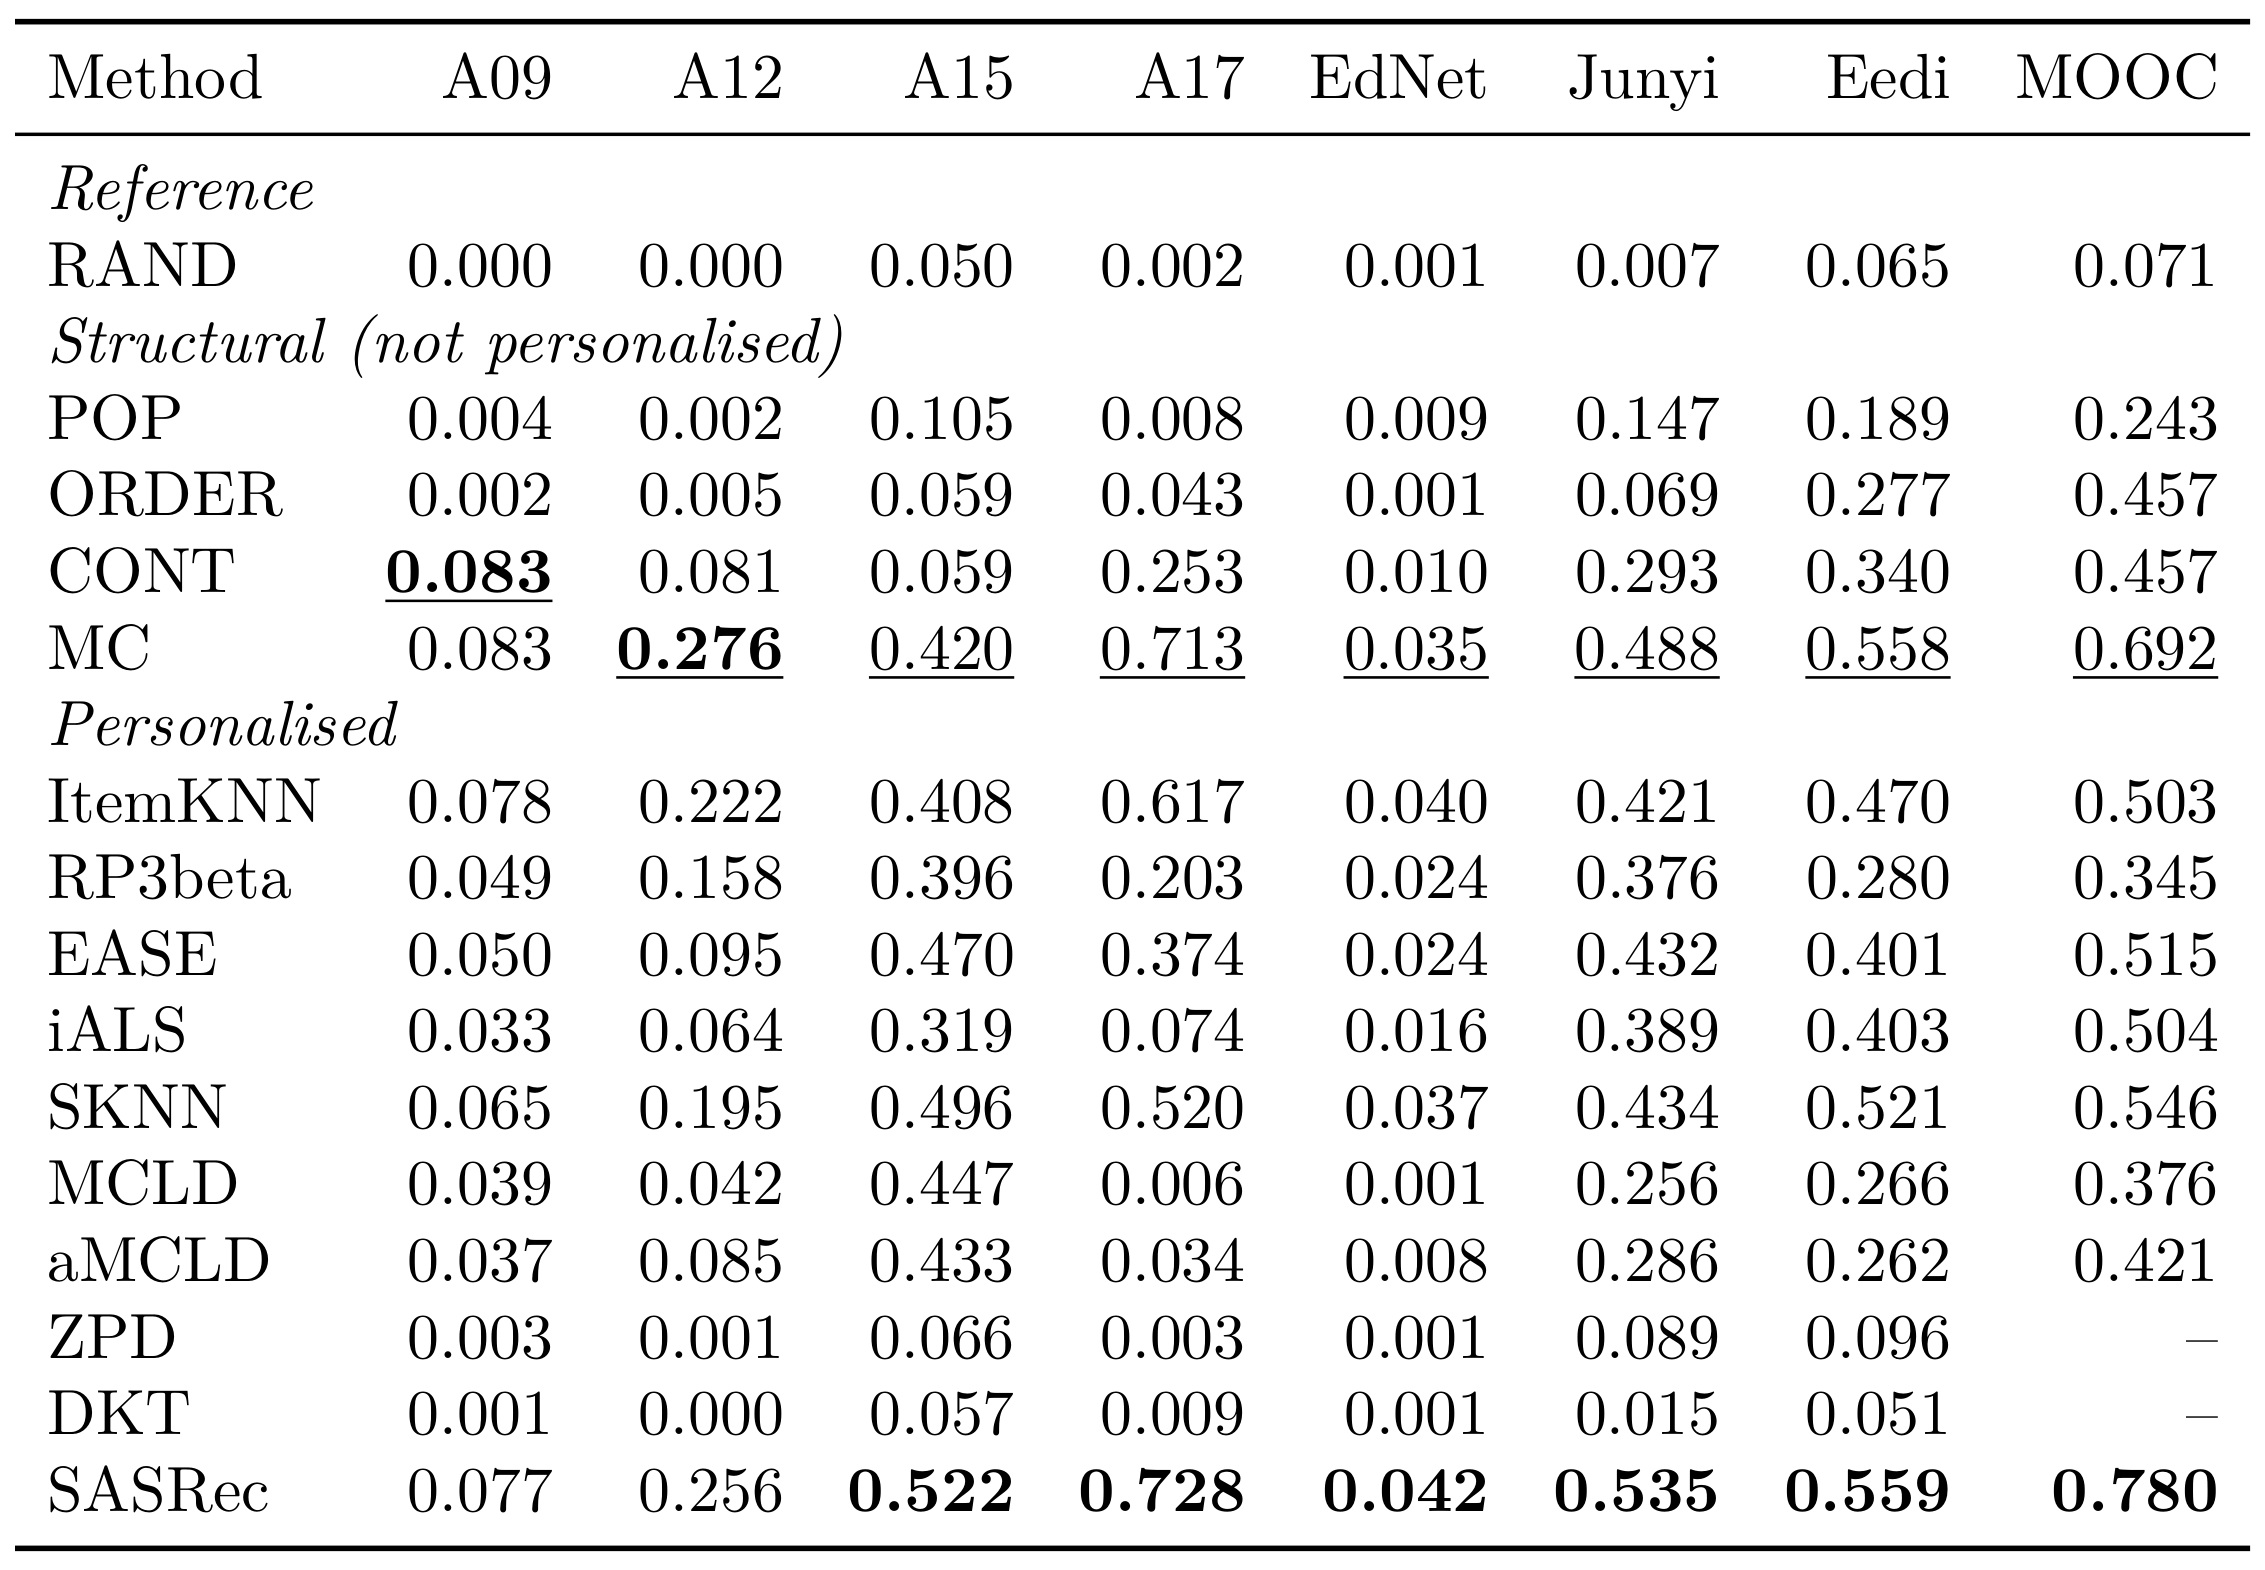 Method A09 A12 A15 A17 EdNet Junyi Eedi MOOC
Reference
RAND 0.000 0.000 0.050 0.002 0.001 0.007 0.065 0.071
Structural (not personalised)
POP 0.004 0.002 0.105 0.008 0.009 0.147 0.189 0.243
ORDER 0.002 0.005 0.059 0.043 0.001 0.069 0.277 0.457
CONT 0.083 0.081 0.059 0.253 0.010 0.293 0.340 0.457
MC 0.083 0.276 0.420 0.713 0.035 0.488 0.558 0.692
Personalised
ItemKNN 0.078 0.222 0.408 0.617 0.040 0.421 0.470 0.503
RP3beta 0.049 0.158 0.396 0.203 0.024 0.376 0.280 0.345
EASE 0.050 0.095 0.470 0.374 0.024 0.432 0.401 0.515
iALS 0.033 0.064 0.319 0.074 0.016 0.389 0.403 0.504
SKNN 0.065 0.195 0.496 0.520 0.037 0.434 0.521 0.546
MCLD 0.039 0.042 0.447 0.006 0.001 0.256 0.266 0.376
aMCLD 0.037 0.085 0.433 0.034 0.008 0.286 0.262 0.421
ZPD 0.003 0.001 0.066 0.003 0.001 0.089 0.096 –
DKT 0.001 0.000 0.057 0.009 0.001 0.015 0.051 –
SASRec 0.077 0.256 0.522 0.728 0.042 0.535 0.559 0.780